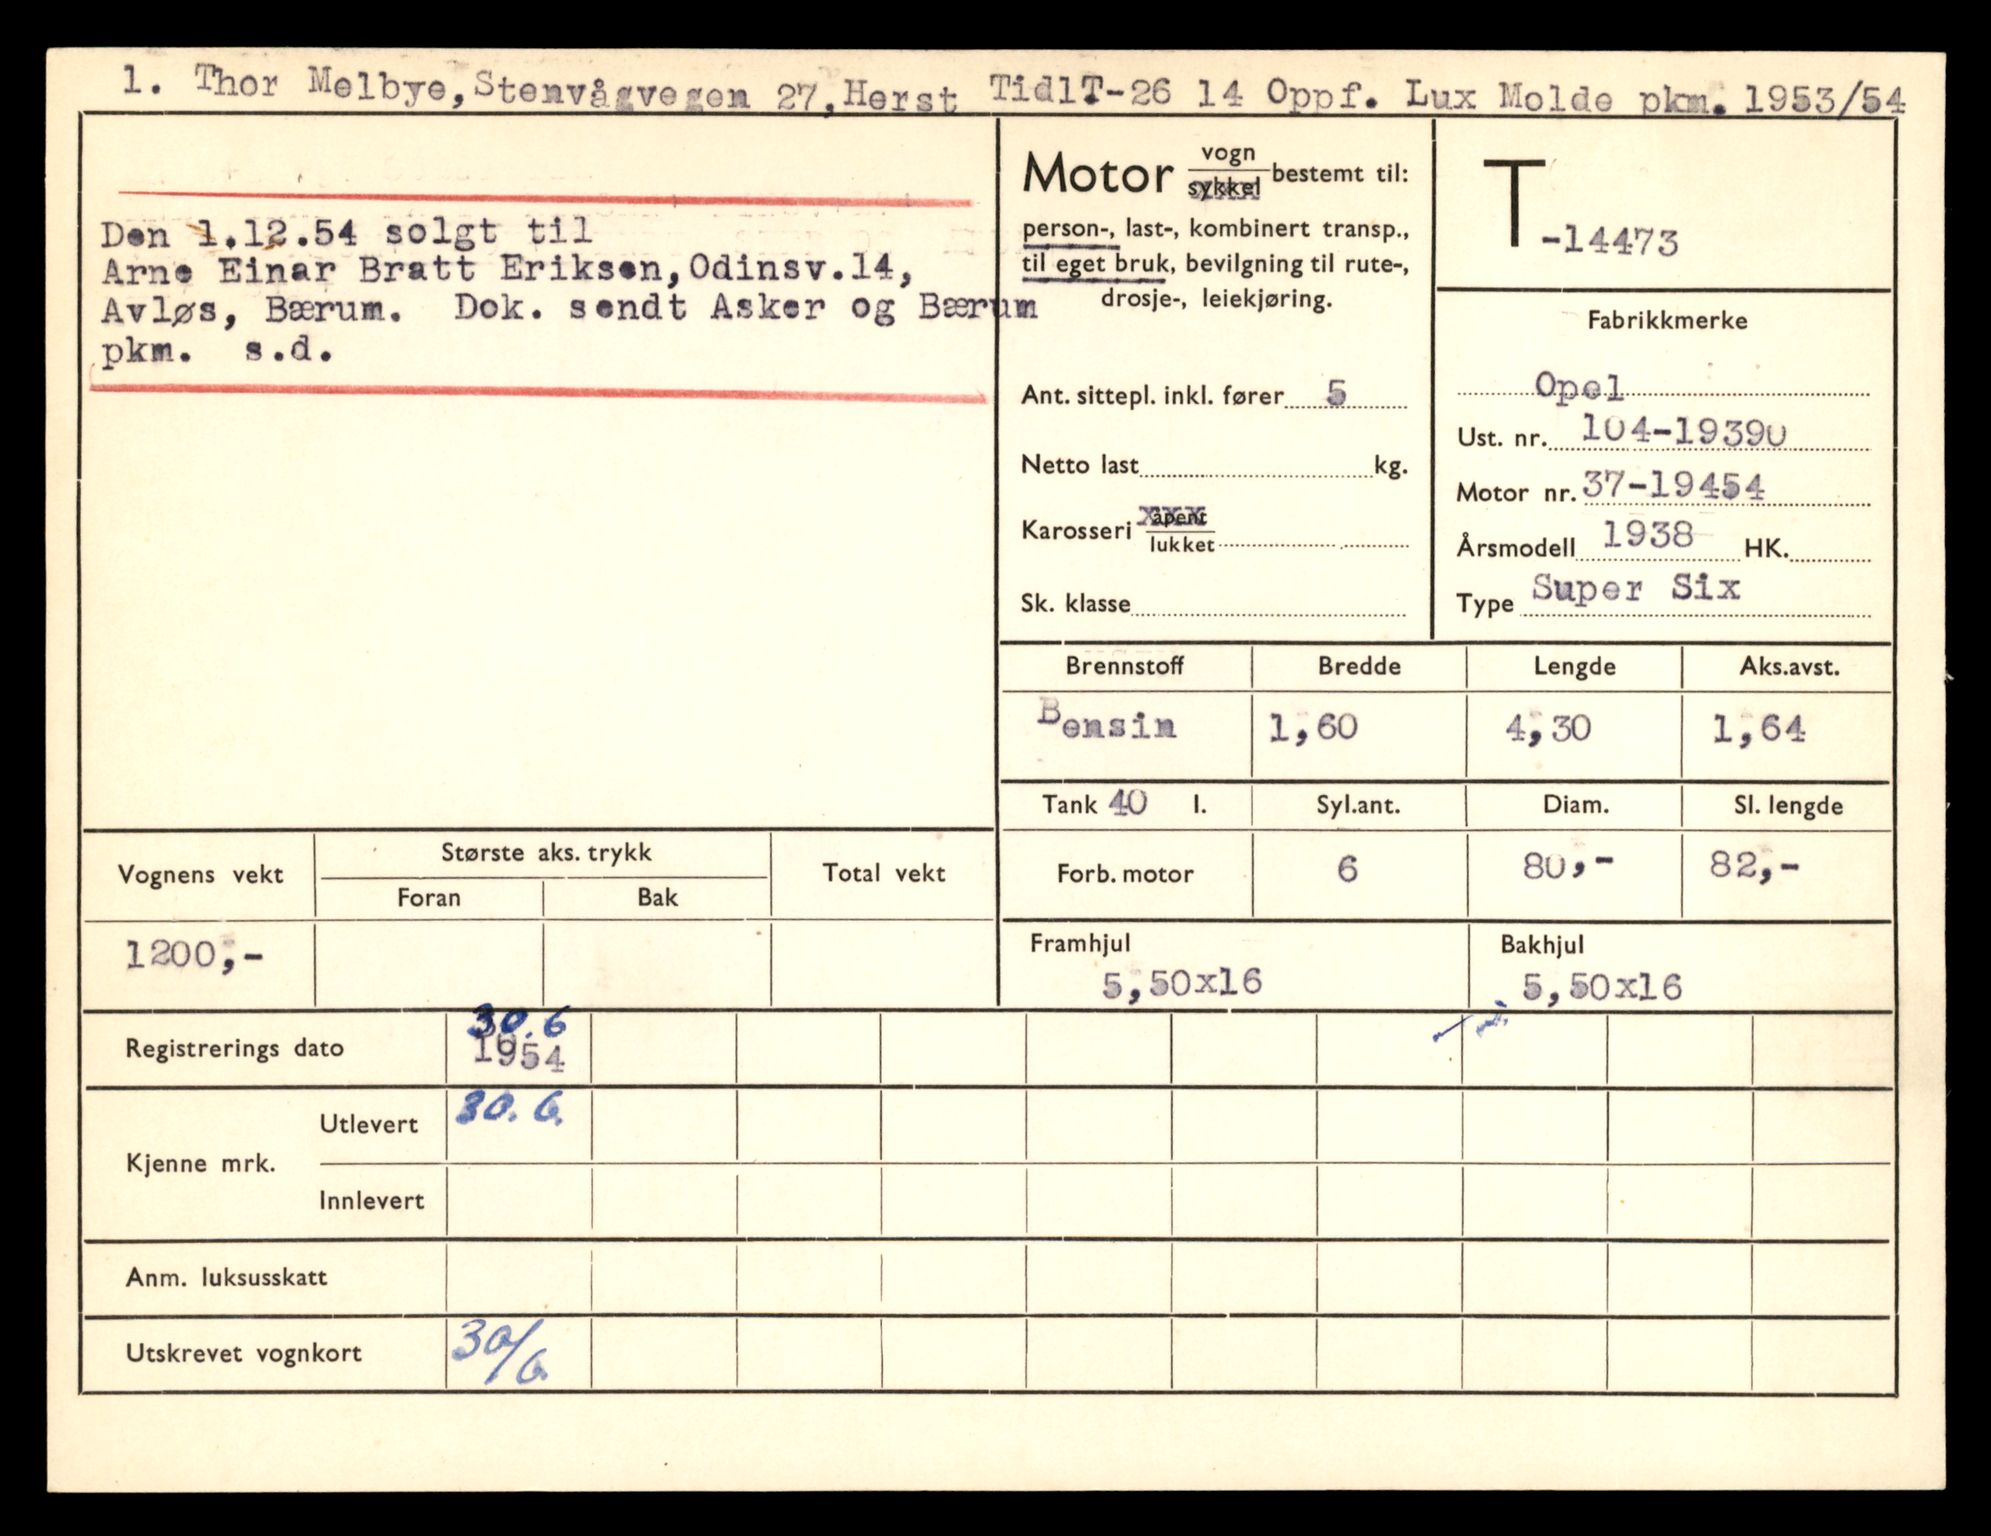 1. Thor Melbye,Stenvågvegen 27,Herst Tidl.T-26 14 Oppf. Lux Molde pkm. 1953/54
Den 1.12.54 solgt til
Arne Einar Bratt Eriksen,Odinsv.14,
Avløs, Bærum. Dok. sendt Asker og Bærum
pkm. s.d.
Motor vogn sykkel bestemt til:
person-, last-, kombinert transp.,
til eget bruk, bevilgning til rute-,
drosje-, leiekjøring.
Ant. sittepl. inkl. fører 5
Netto last kg.
Karosseri åpent lukket
Sk. klasse
T -14473
Fabrikkmerke
Opel
Ust. nr. 104-19390
Motor nr. 37-19454
Årsmodell 1938 HK.
Type Super Six
Brennstoff Bredde Lengde Aks.avst.
Bensin 1,60 4,30 1,64
Tank 40 l. Syl.ant. Diam. Sl. lengde
Forb. motor 6 80,- 82,-
Framhjul Bakhjul
5,50x16 5,50x16
Vognens vekt Største aks. trykk Total vekt
Foran Bak
1200,-
Registrerings dato 30.6 1954
Kjenne mrk. Utlevert 30.6.
Innlevert
Anm. luksusskatt
Utskrevet vognkort 30/6.